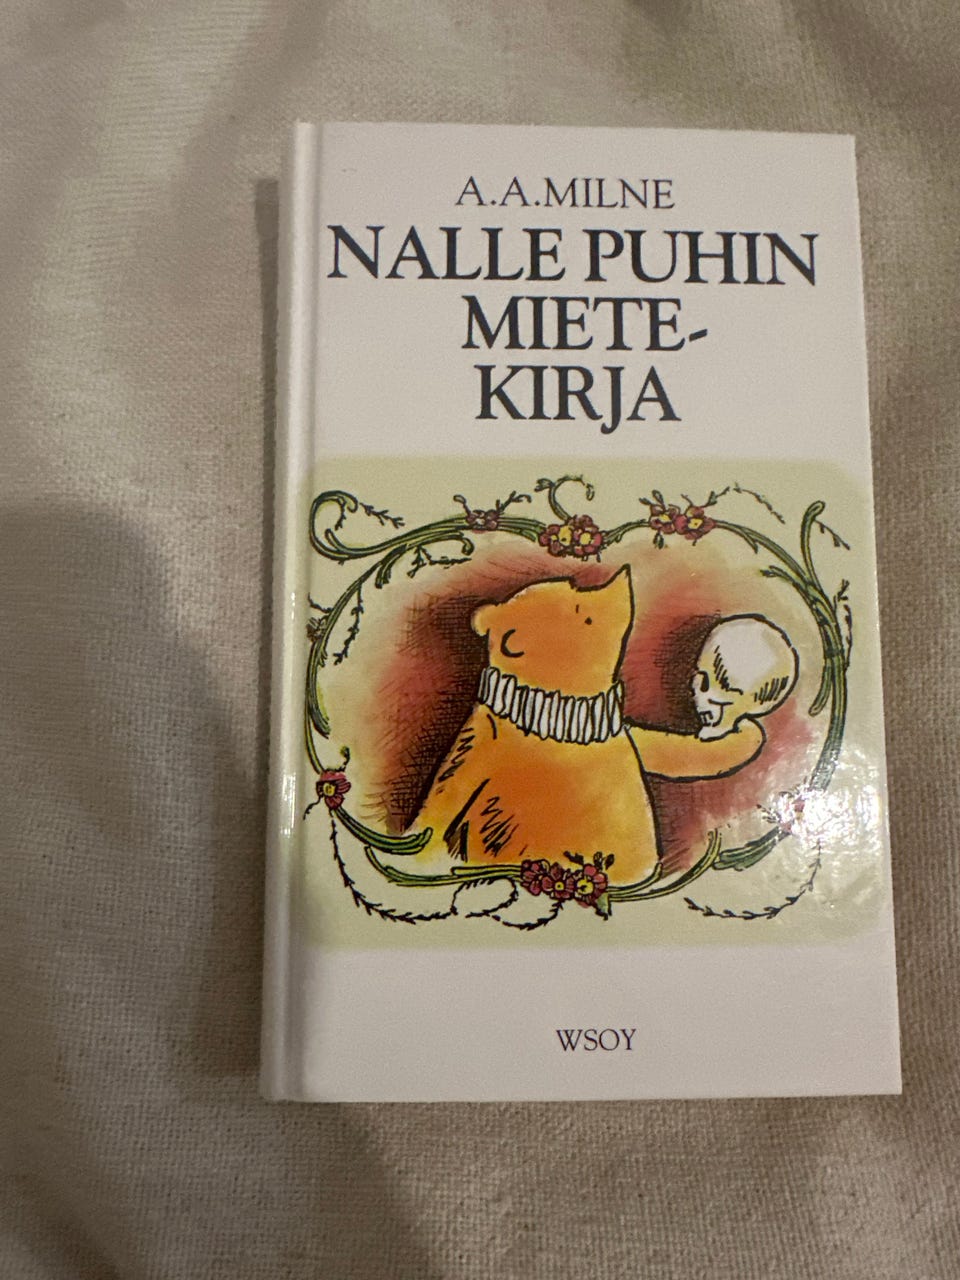 A.A.MILNE
NALLE PUHIN
MIETE-
KIRJA
WSOY